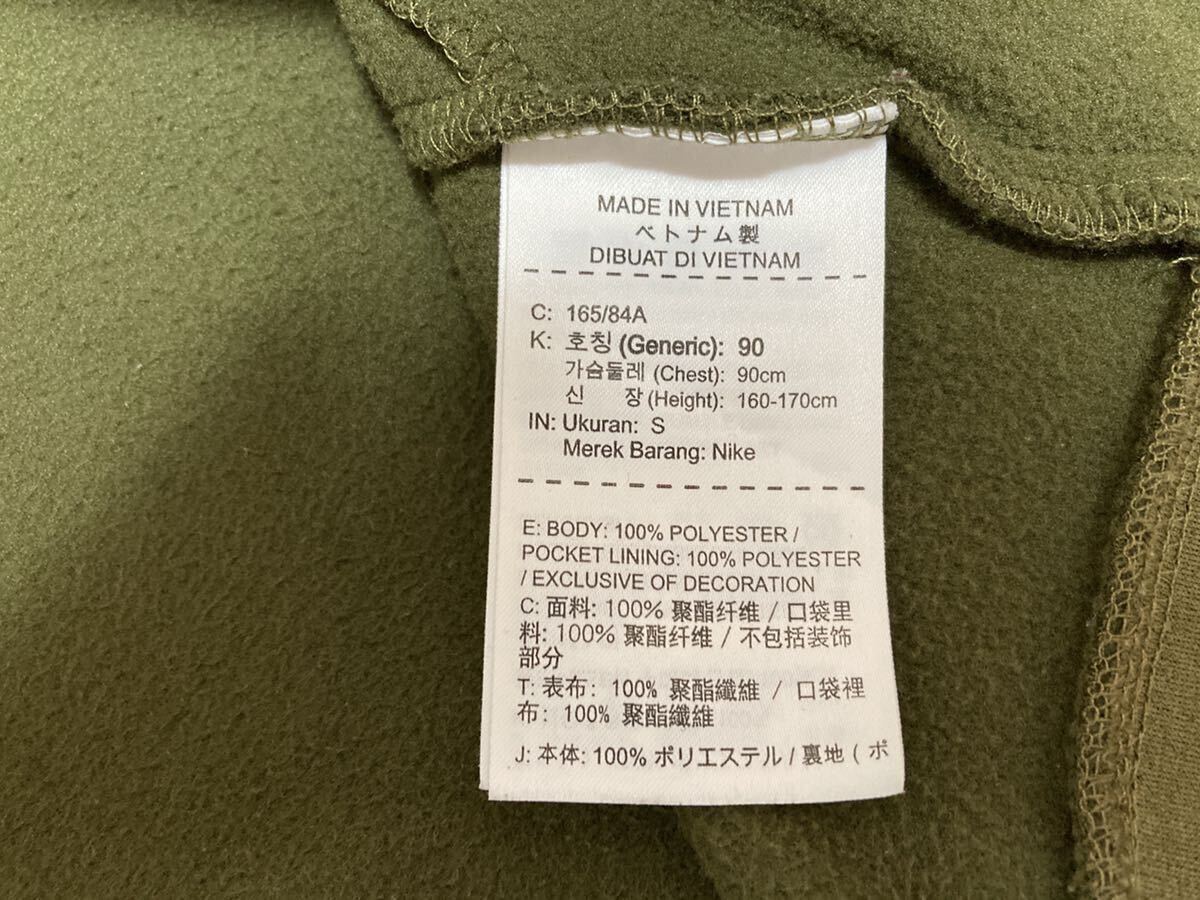 MADE IN VIETNAM
ベトナム製
DIBUAT DI VIETNAM
C: 165/84A
K: 호칭 (Generic): 90
가슴둘레 (Chest): 90cm
신 장 (Height): 160-170cm
IN: Ukuran: S
Merek Barang: Nike
E: BODY: 100% POLYESTER /
POCKET LINING: 100% POLYESTER
/ EXCLUSIVE OF DECORATION
C: 面料: 100% 聚酯纤维 / 口袋里
料: 100% 聚酯纤维 / 不包括装饰
部分
T: 表布: 100% 聚酯纖維 / 口袋裡
布: 100% 聚酯纖維
J: 本体: 100% ポリエステル / 裏地 ( ポ